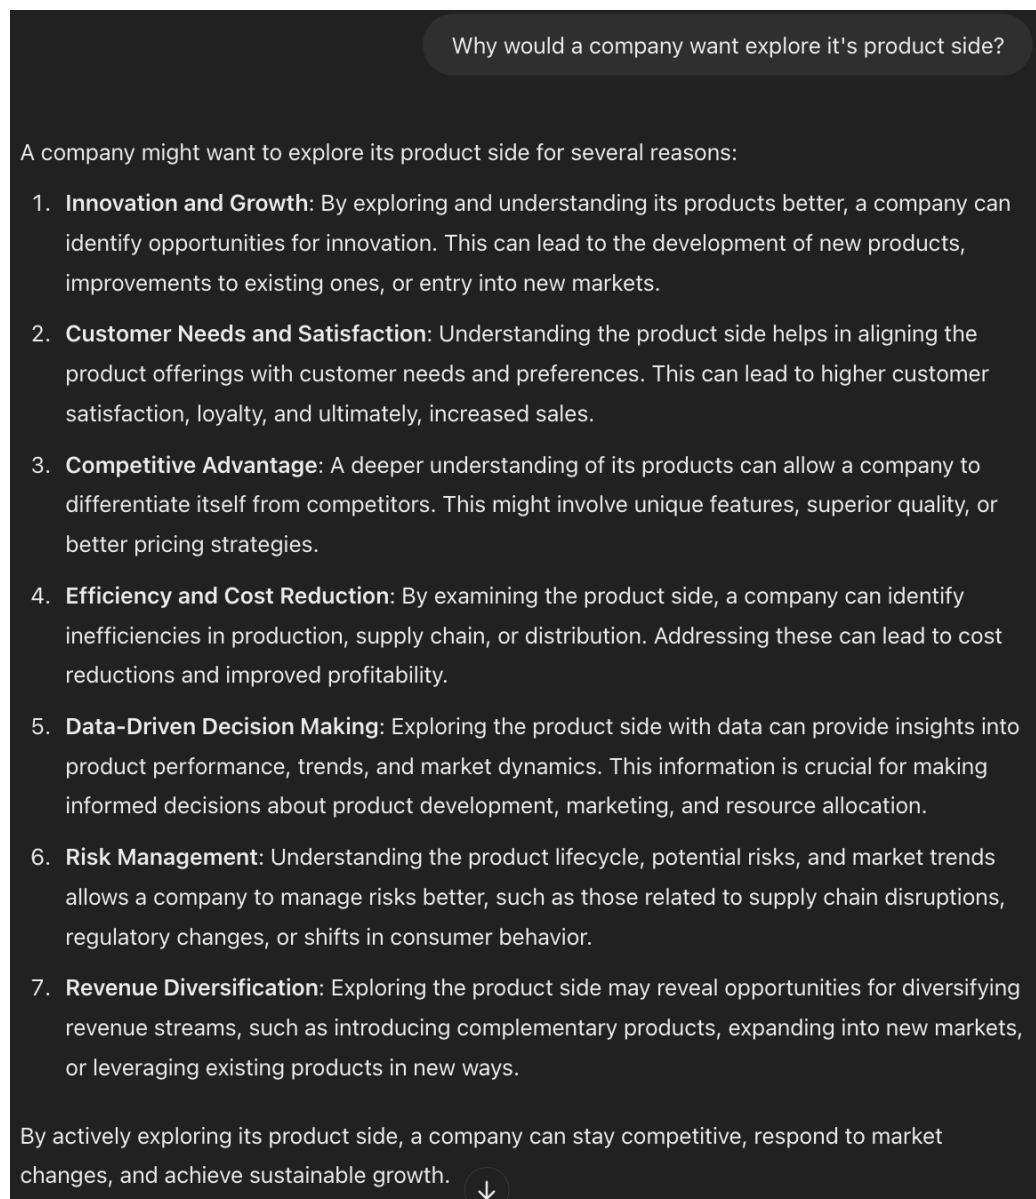 Why would a company want explore it's product side?
A company might want to explore its product side for several reasons:
1. Innovation and Growth: By exploring and understanding its products better, a company can
identify opportunities for innovation. This can lead to the development of new products,
improvements to existing ones, or entry into new markets.
2. Customer Needs and Satisfaction: Understanding the product side helps in aligning the
product offerings with customer needs and preferences. This can lead to higher customer
satisfaction, loyalty, and ultimately, increased sales.
3. Competitive Advantage: A deeper understanding of its products can allow a company to
differentiate itself from competitors. This might involve unique features, superior quality, or
better pricing strategies.
4. Efficiency and Cost Reduction: By examining the product side, a company can identify
inefficiencies in production, supply chain, or distribution. Addressing these can lead to cost
reductions and improved profitability.
5. Data-Driven Decision Making: Exploring the product side with data can provide insights into
product performance, trends, and market dynamics. This information is crucial for making
informed decisions about product development, marketing, and resource allocation.
6. Risk Management: Understanding the product lifecycle, potential risks, and market trends
allows a company to manage risks better, such as those related to supply chain disruptions,
regulatory changes, or shifts in consumer behavior.
7. Revenue Diversification: Exploring the product side may reveal opportunities for diversifying
revenue streams, such as introducing complementary products, expanding into new markets,
or leveraging existing products in new ways.
By actively exploring its product side, a company can stay competitive, respond to market
changes, and achieve sustainable growth.